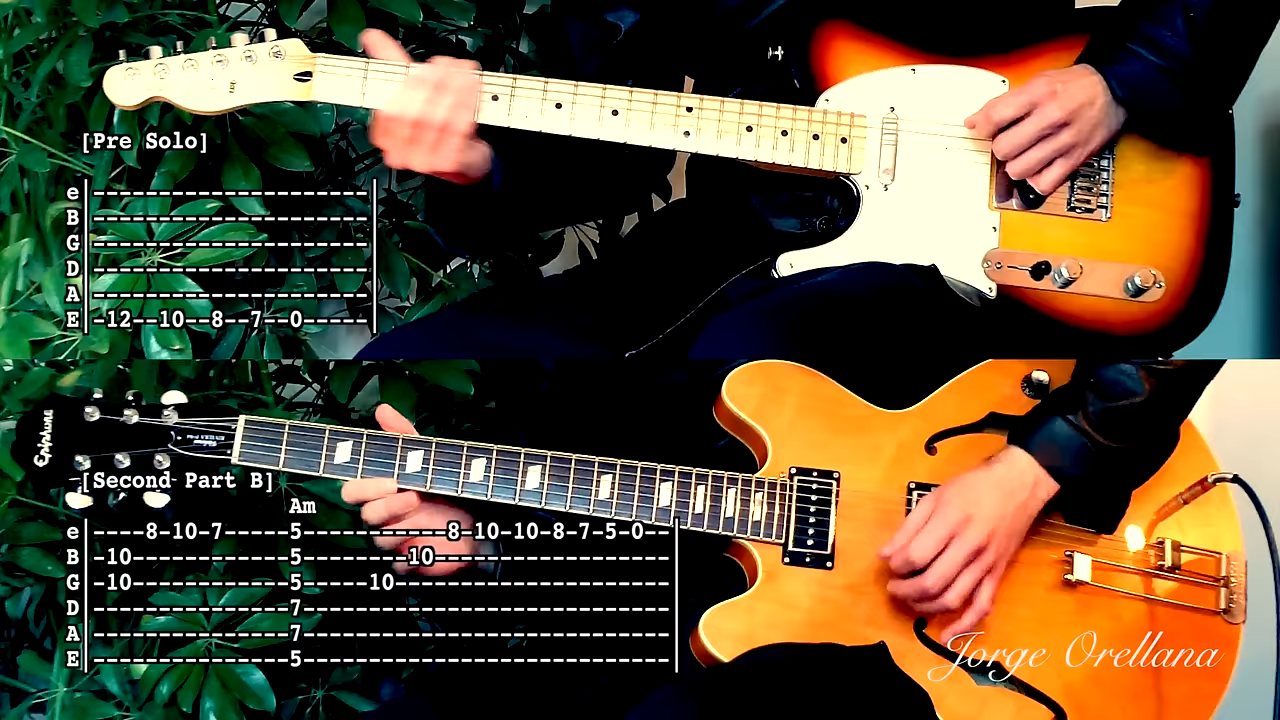 [Pre Solo]
e|---------------------|
B|---------------------|
G|---------------------|
D|---------------------|
A|---------------------|
E|-12--10--8--7--0-----|
Epiphone
[Second Part B]
Am
e|----8-10-7-----5-----------8-10--10-8-7-5-0--|
B|-10------------5--------10-------------------|
G|-10------------5-----10----------------------|
D|---------------7-----------------------------|
A|---------------7-----------------------------|
E|---------------5-----------------------------|
Jorge Orellana